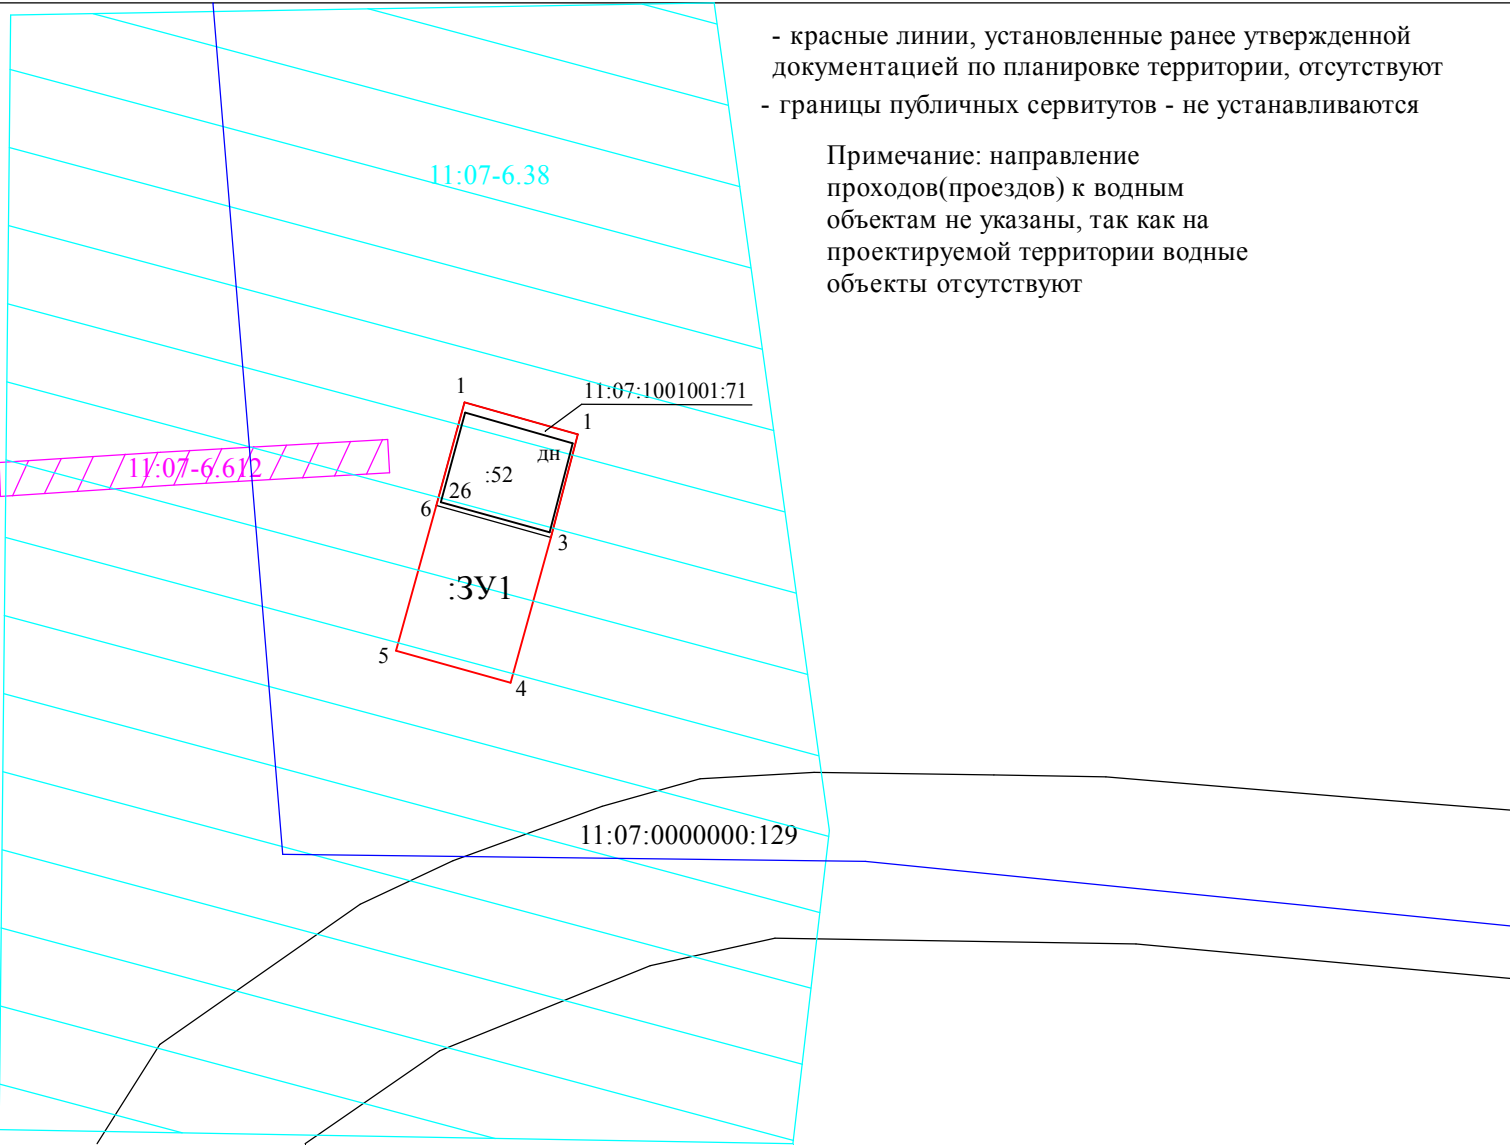 - красные линии, установленные ранее утвержденной
документацией по планировке территории, отсутствуют
- границы публичных сервитутов - не устанавливаются
Примечание: направление
проходов(проездов) к водным
объектам не указаны, так как на
проектируемой территории водные
объекты отсутствуют
11:07-6.38
1
11:07:1001001:71
1
дн
:52
11:07-6.612
26
6
3
:ЗУ1
5
4
11:07:0000000:129